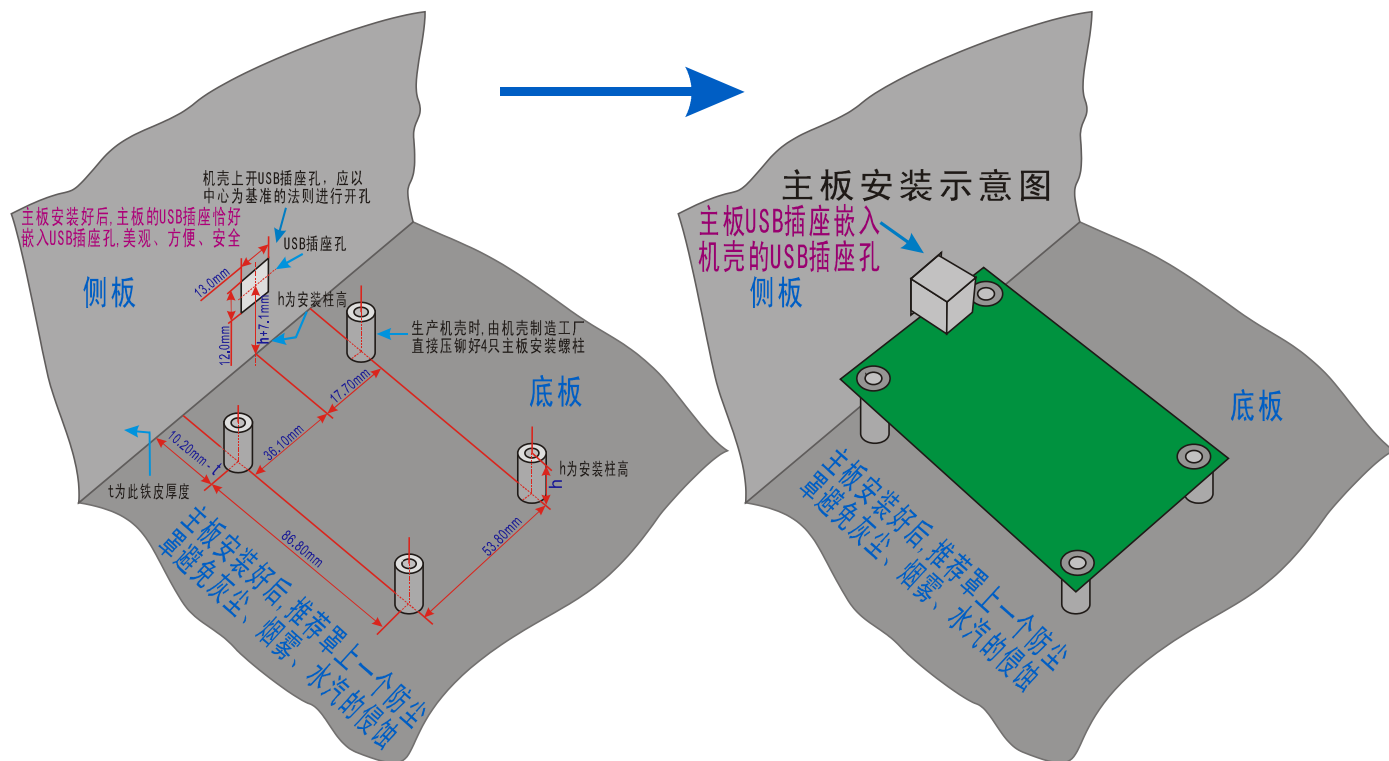 机壳上开USB插座孔，应以
中心为基准的法则进行开孔
主板安装好后,主板的USB插座恰好
嵌入USB插座孔,美观、方便、安全
USB插座孔
侧板
13.0mm
12.0mm
h+7.1mm
h为安装柱高
生产机壳时,由机壳制造工厂
直接压铆好4只主板安装螺柱
底板
17.70mm
36.10mm
10.20mm-t
t为此铁皮厚度
h为安装柱高
h
86.80mm
53.80mm
主板安装好后,推荐罩上一个防尘
罩避免灰尘、烟雾、水汽的侵蚀
主板安装示意图
主板USB插座嵌入
机壳的USB插座孔
侧板
底板
主板安装好后,推荐罩上一个防尘
罩避免灰尘、烟雾、水汽的侵蚀